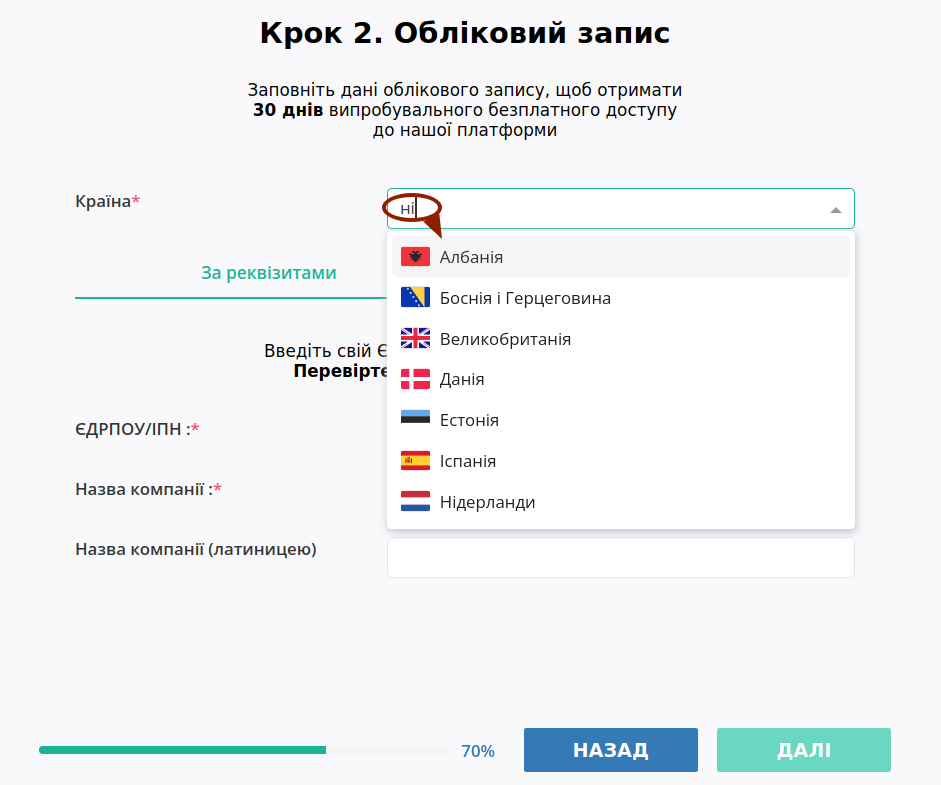 Крок 2. Обліковий запис
Заповніть дані облікового запису, щоб отримати
30 днів випробувального безплатного доступу
до нашої платформи
Країна*
ні
За реквізитами
Албанія
Боснія і Герцеговина
Великобританія
Данія
Естонія
Іспанія
Нідерланди
Введіть свій Є
Перевірте
ЄДРПОУ/ІПН :*
Назва компанії :*
Назва компанії (латиницею)
70%
НАЗАД
ДАЛІ